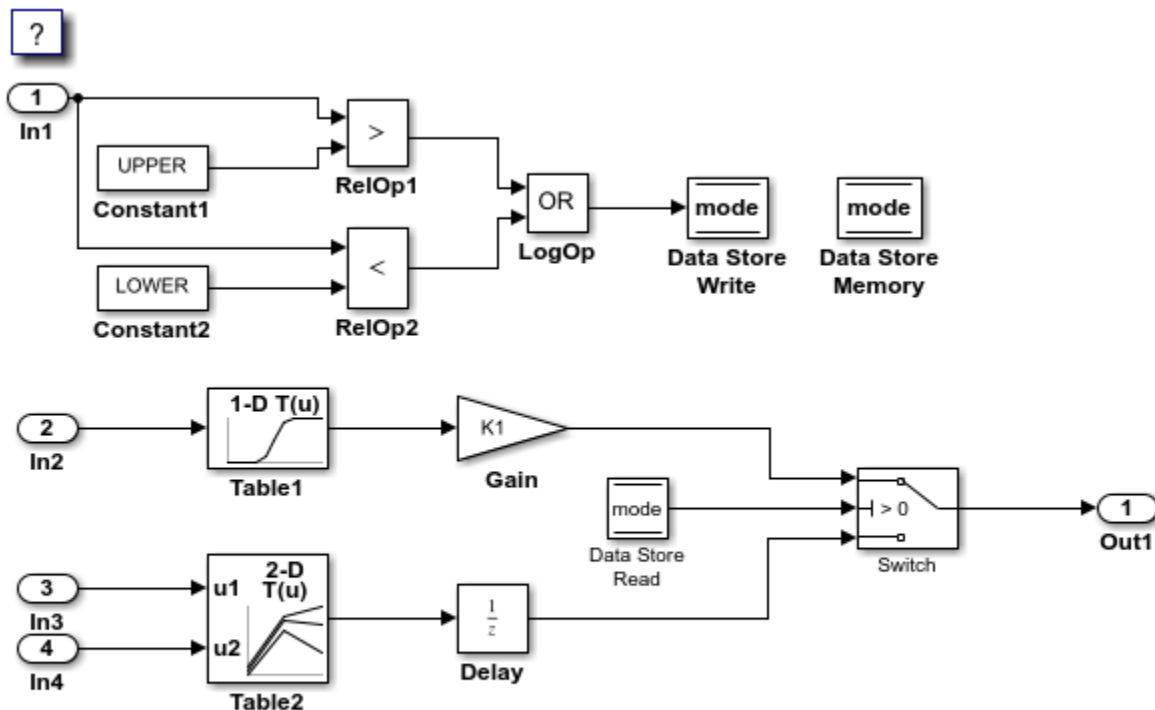 ?
1
In1
UPPER
Constant1
>
RelOp1
LOWER
Constant2
<
RelOp2
OR
LogOp
mode
Data Store
Write
mode
Data Store
Memory
2
In2
1-D T(u)
Table1
K1
Gain
mode
Data Store
Read
> 0
Switch
1
Out1
3
In3
4
In4
u1
u2
2-D
T(u)
Table2
1
z
Delay